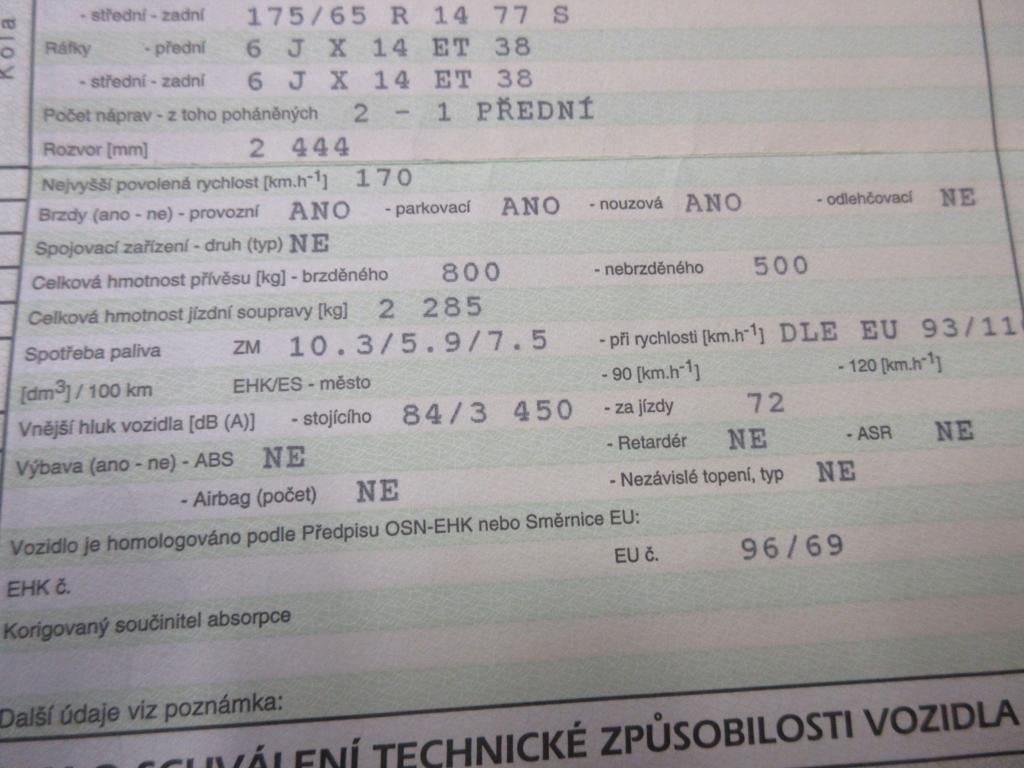 Kola
- střední - zadní 175/65 R 14 77 S
Ráfky - přední 6 J X 14 ET 38
- střední - zadní 6 J X 14 ET 38
Počet náprav - z toho poháněných 2 - 1 PŘEDNÍ
Rozvor [mm] 2 444
Nejvyšší povolená rychlost [km.h-1] 170
Brzdy (ano - ne) - provozní ANO - parkovací ANO - nouzová ANO - odlehčovací NE
Spojovací zařízení - druh (typ) NE
Celková hmotnost přívěsu [kg] - brzděného 800 - nebrzděného 500
Celková hmotnost jízdní soupravy [kg] 2 285
Spotřeba paliva ZM 10.3/5.9/7.5 - při rychlosti [km.h-1] DLE EU 93/11
[dm3] / 100 km EHK/ES - město - 90 [km.h-1] - 120 [km.h-1]
Vnější hluk vozidla [dB (A)] - stojícího 84/3 450 - za jízdy 72
Výbava (ano - ne) - ABS NE - Retardér NE - ASR NE
- Airbag (počet) NE - Nezávislé topení, typ NE
Vozidlo je homologováno podle Předpisu OSN-EHK nebo Směrnice EU:
EHK č. EU č. 96/69
Korigovaný součinitel absorpce
Další údaje viz poznámka:
SCHVÁLENÍ TECHNICKÉ ZPŮSOBILOSTI VOZIDLA